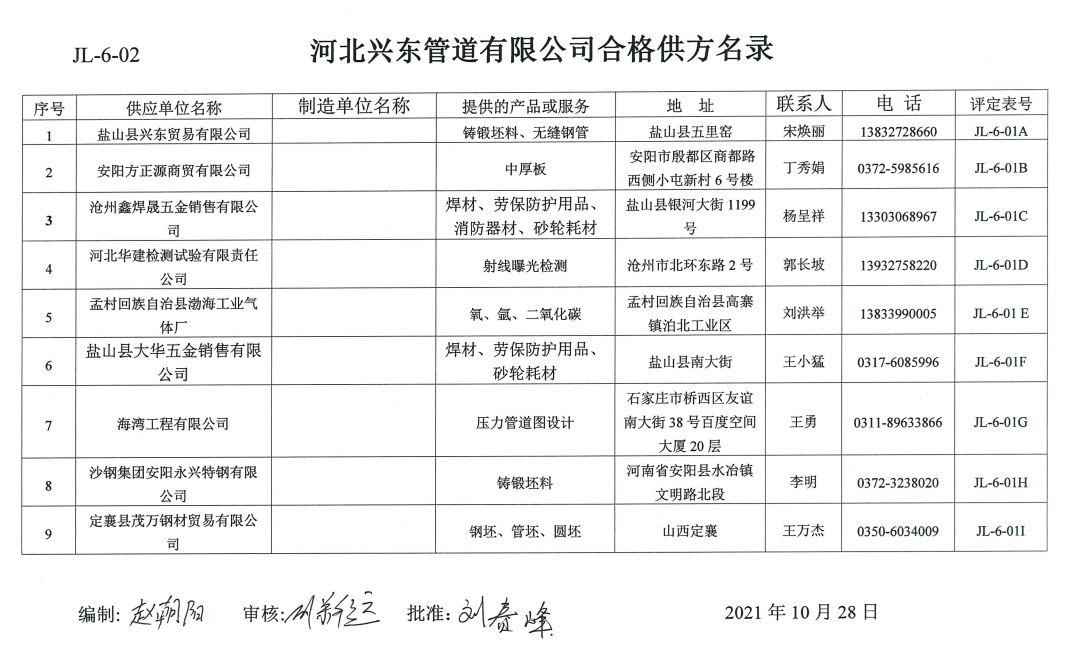 JL-6-02
河北兴东管道有限公司合格供方名录
序号 供应单位名称 制造单位名称 提供的产品或服务 地 址 联系人 电 话 评定表号
1 盐山县兴东贸易有限公司 铸锻坯料、无缝钢管 盐山县五里窑 宋焕丽 13832728660 JL-6-01A
2 安阳方正源商贸有限公司 中厚板 安阳市殷都区商都路
西侧小屯新村 6 号楼 丁秀娟 0372-5985616 JL-6-01B
3 沧州鑫焊晟五金销售有限公
司 焊材、劳保防护用品、
消防器材、砂轮耗材 盐山县银河大街 1199
号 杨呈祥 13303068967 JL-6-01C
4 河北华建检测试验有限责任
公司 射线曝光检测 沧州市北环东路 2 号 郭长坡 13932758220 JL-6-01D
5 孟村回族自治县渤海工业气
体厂 氧、氩、二氧化碳 孟村回族自治县高寨
镇泊北工业区 刘洪举 13833990005 JL-6-01 E
6 盐山县大华五金销售有限
公司 焊材、劳保防护用品、
砂轮耗材 盐山县南大街 王小猛 0317-6085996 JL-6-01F
7 海湾工程有限公司 压力管道图设计 石家庄市桥西区友谊
南大街 38 号百度空间
大厦 20 层 王勇 0311-89633866 JL-6-01G
8 沙钢集团安阳永兴特钢有限
公司 铸锻坯料 河南省安阳县水冶镇
文明路北段 李明 0372-3238020 JL-6-01H
9 定襄县茂万钢材贸易有限公
司 钢坯、管坯、圆坯 山西定襄 王万杰 0350-6034009 JL-6-01I
编制: 赵朝阳 审核: 批准: 刘春峰 2021 年 10 月 28 日